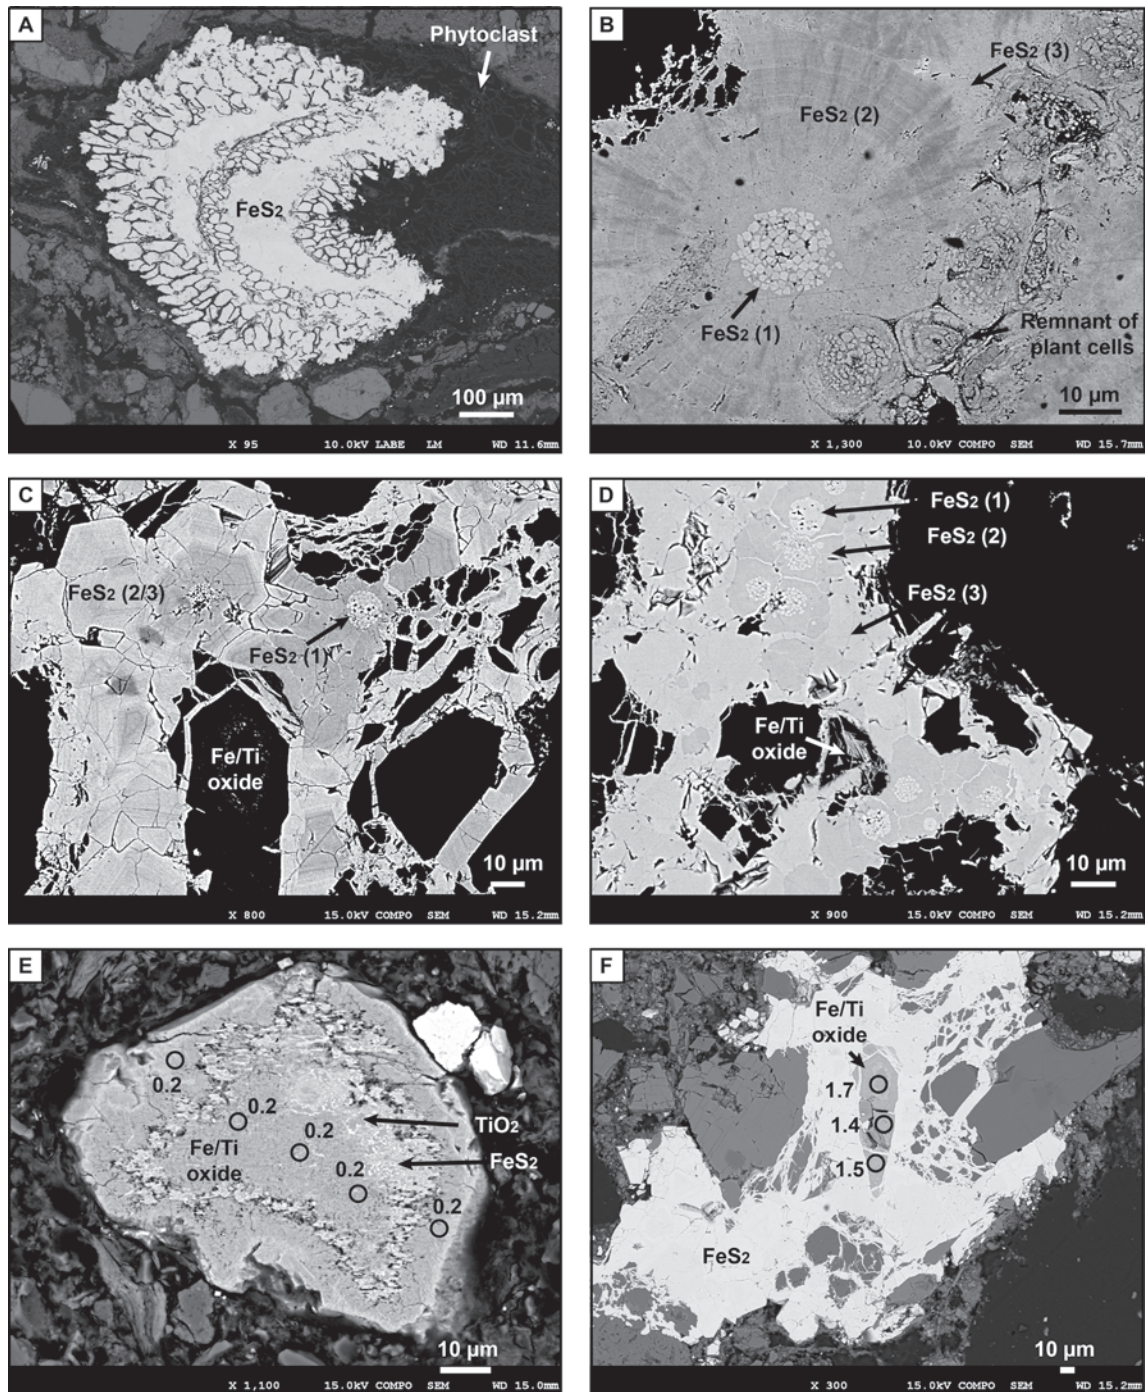 A
Phytoclast
FeS2
100 µm
X 95 10.0kV LABE LM WD 11.6mm
B
FeS2 (3)
FeS2 (2)
FeS2 (1)
Remnant of
plant cells
10 µm
X 1,300 10.0kV COMPO SEM WD 15.7mm
C
FeS2 (2/3)
FeS2 (1)
Fe/Ti
oxide
10 µm
X 800 15.0kV COMPO SEM WD 15.2mm
D
FeS2 (1)
FeS2 (2)
FeS2 (3)
Fe/Ti
oxide
10 µm
X 900 15.0kV COMPO SEM WD 15.2mm
E
0.2
0.2
0.2
TiO2
Fe/Ti
oxide
FeS2
0.2
0.2
10 µm
X 1,100 15.0kV COMPO SEM WD 15.0mm
F
Fe/Ti
oxide
1.7
1.4
1.5
FeS2
10 µm
X 300 15.0kV COMPO SEM WD 15.2mm